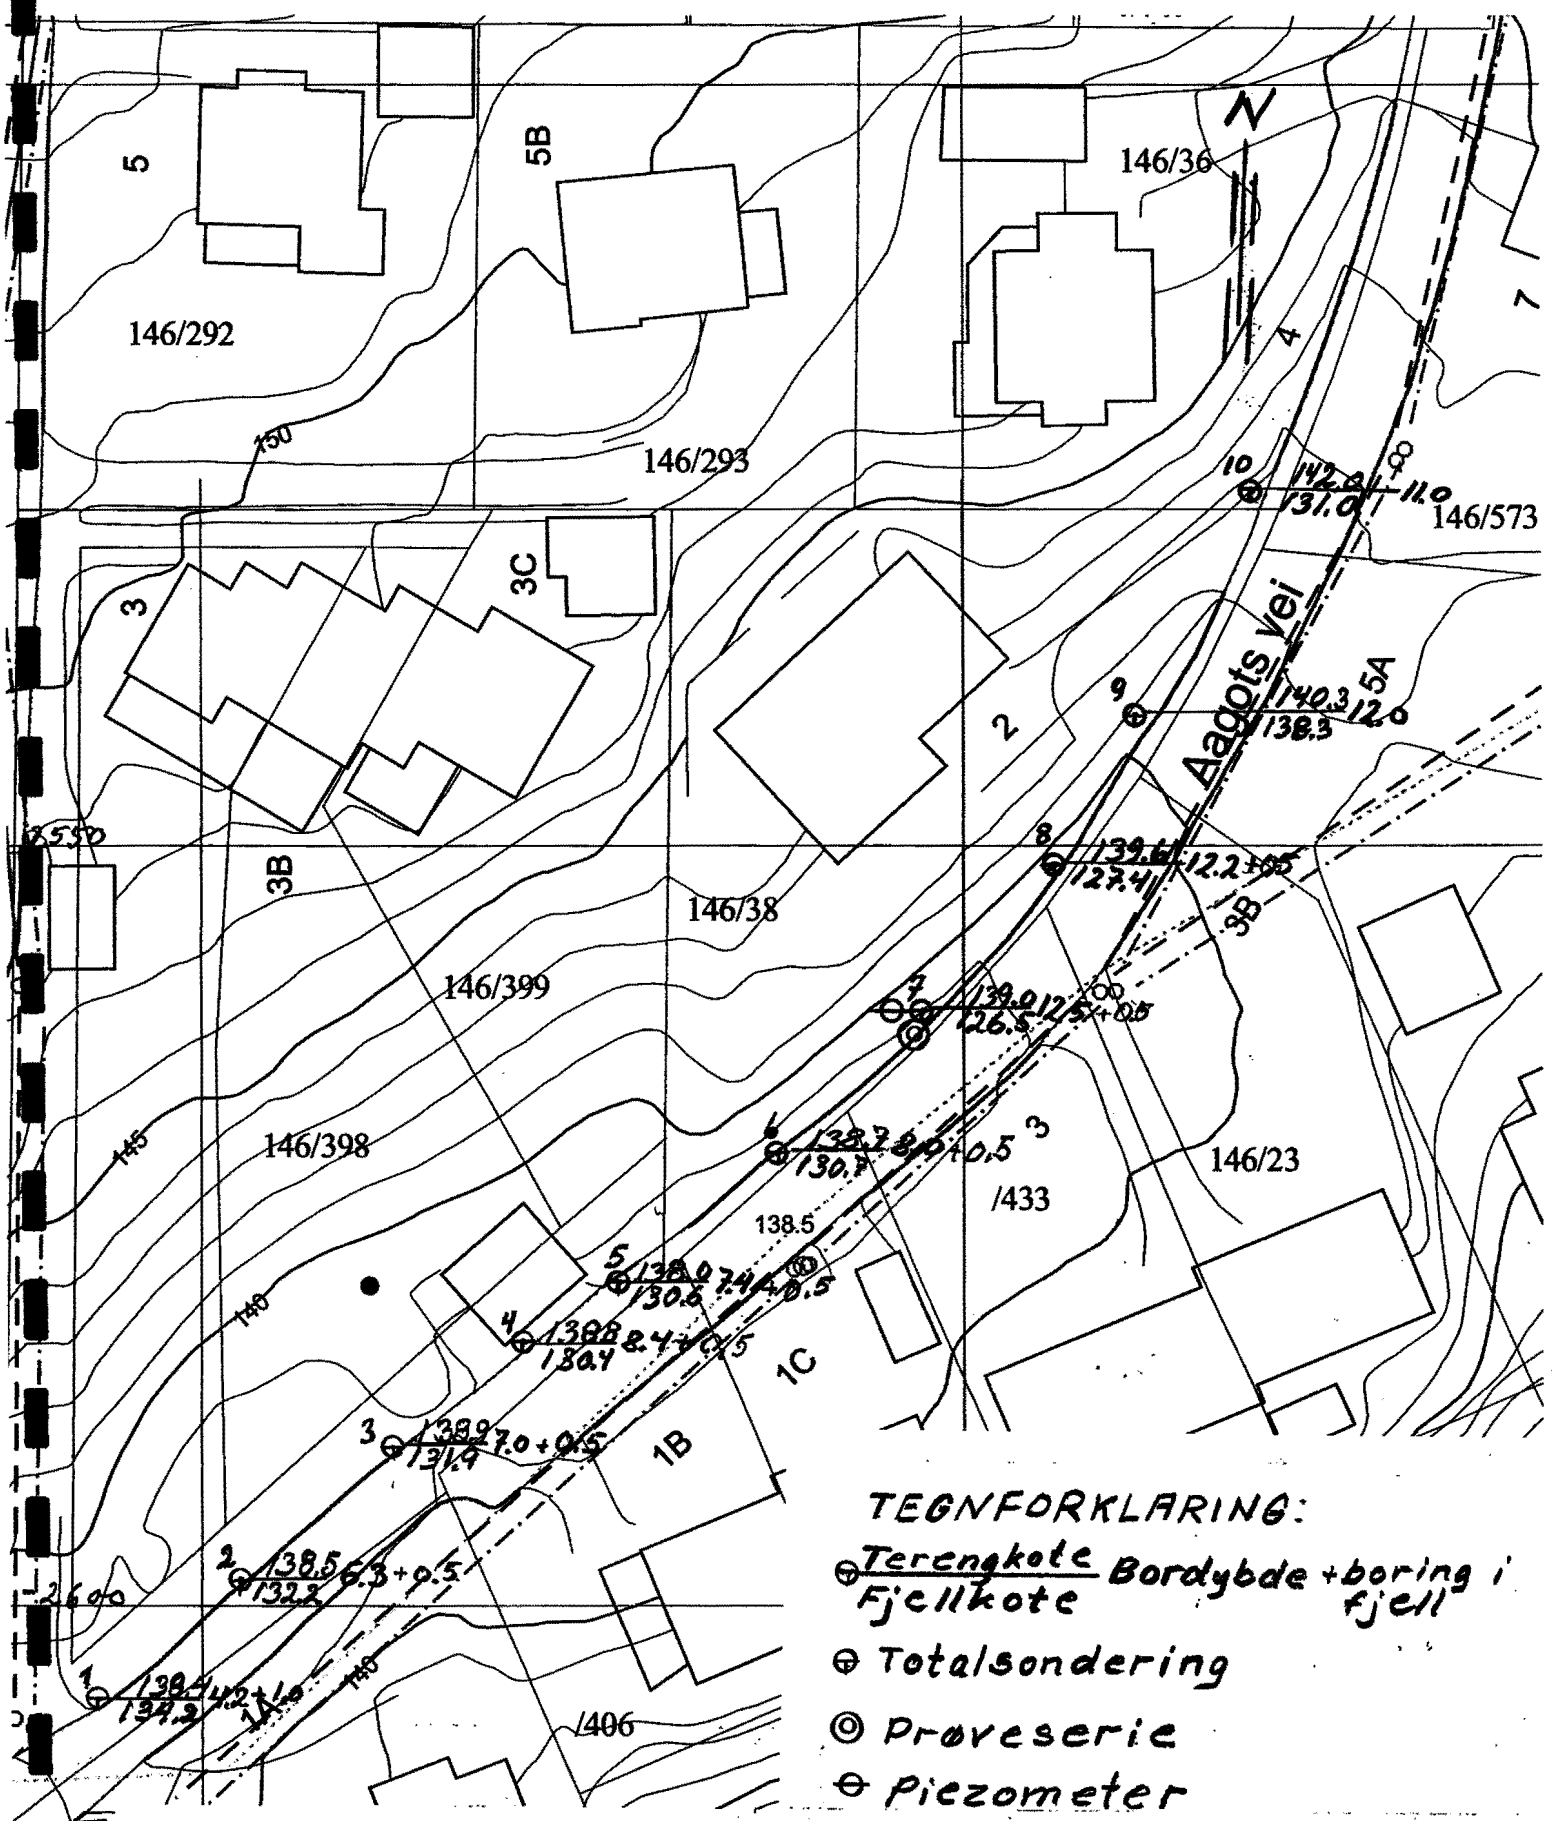 5
5B
146/36
N
146/292
4
7
150
146/293
10 142.0 11.0
131.0
146/573
3
3C
Aagots vei
5A
9 140.3 12.0
138.3
2
8 139.6 12.2+0.5
127.4
3B
3B
146/38
146/399
7 139.0 12.5/+0.5
126.5
145
146/398
6 138.7 8.0+0.5
130.7
3
146/23
/433
138.5
5 138.0 7.4+0.5
130.6
140
4 138.8 8.4+0.5
130.4
1C
3 138.9 7.0+0.5
131.9
1B
2 138.5 6.3+0.5
132.2
2600
140
1 138.4 4.2+1.0
134.2
1A
/406
TEGNFORKLARING:
Terengkote Bordybde + boring i
Fjellkote fjell
Totalsondering
Prøveserie
Piezometer